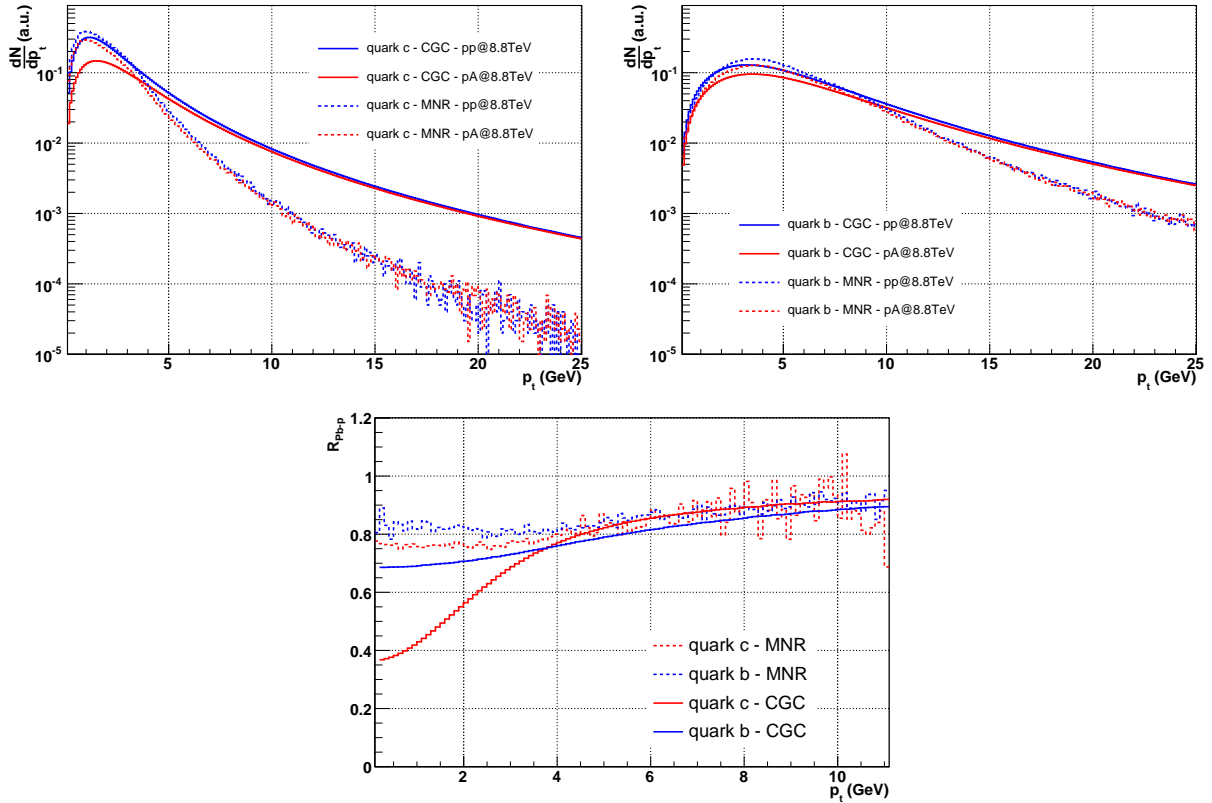 dN/dp_t (a.u.)
10^-1
10^-2
10^-3
10^-4
10^-5
quark c - CGC - pp@8.8TeV
quark c - CGC - pA@8.8TeV
quark c - MNR - pp@8.8TeV
quark c - MNR - pA@8.8TeV
5 10 15 20 25
p_t (GeV)
dN/dp_t (a.u.)
10^-1
10^-2
10^-3
10^-4
10^-5
quark b - CGC - pp@8.8TeV
quark b - CGC - pA@8.8TeV
quark b - MNR - pp@8.8TeV
quark b - MNR - pA@8.8TeV
5 10 15 20 25
p_t (GeV)
R_Pb-p
1.2
1
0.8
0.6
0.4
0.2
0
quark c - MNR
quark b - MNR
quark c - CGC
quark b - CGC
2 4 6 8 10
p_t (GeV)